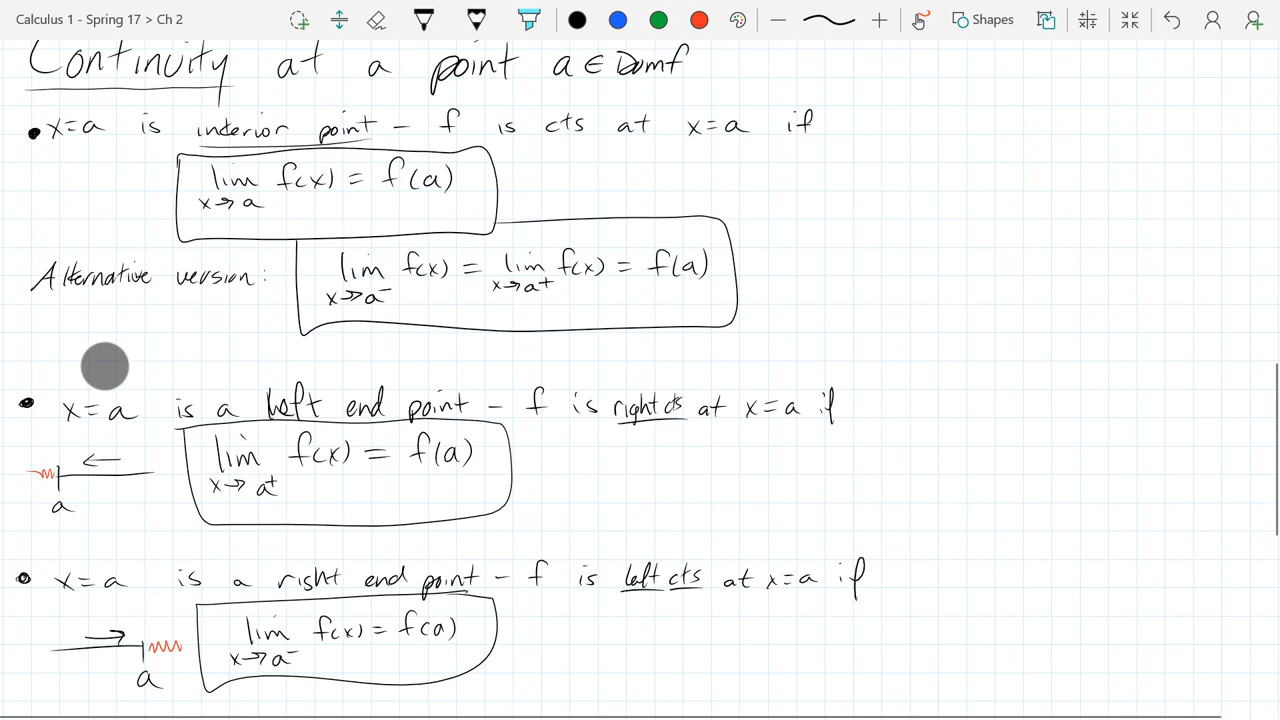 Calculus 1 - Spring 17 > Ch 2
Shapes
Continuity at a point a ∈ Domf
• x=a is interior point - f is cts at x=a if
lim x→a f(x) = f(a)
Alternative version: lim x→a⁻ f(x) = lim x→a⁺ f(x) = f(a)
• x=a is a left end point - f is right cts at x=a if
lim x→a⁺ f(x) = f(a)
a
• x=a is a right end point - f is left cts at x=a if
lim x→a⁻ f(x) = f(a)
a